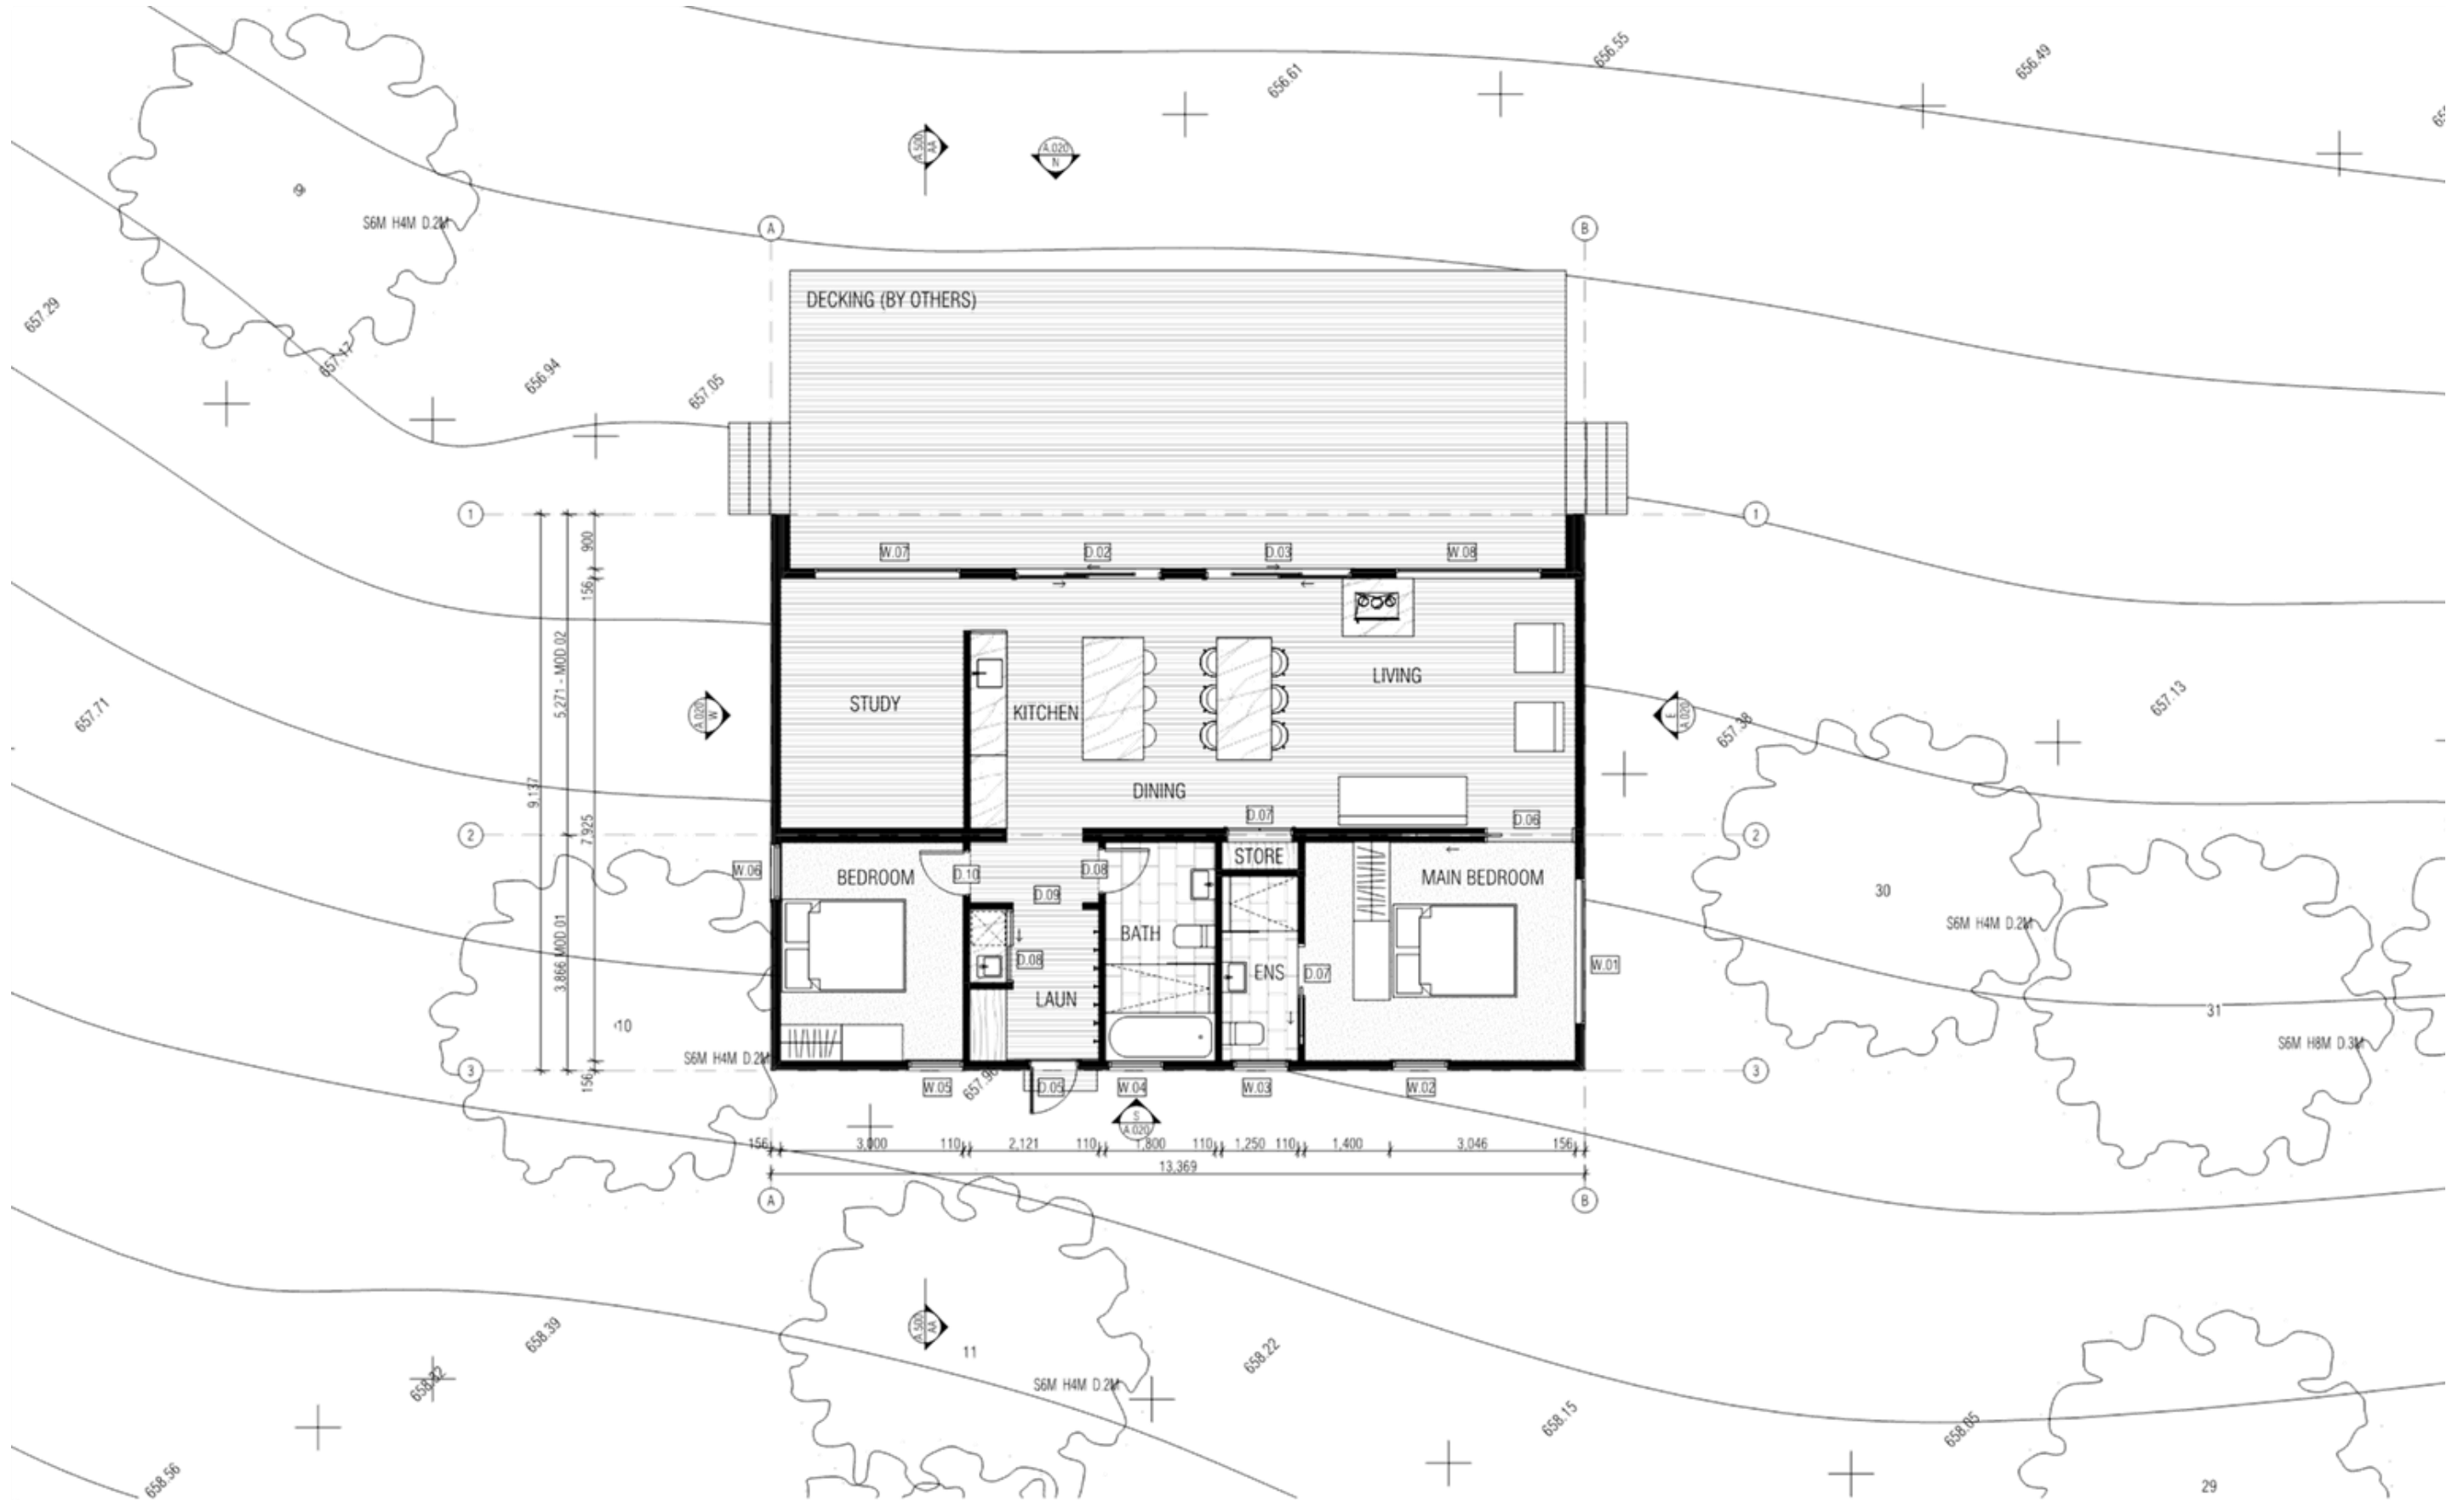 656.55
656.49
656.61
A.500
AA
A.020
N
9
S6M H4M D.2M
A
B
DECKING (BY OTHERS)
657.29
657.17
656.94
657.05
1
1
900
W.07
D.02
D.03
W.08
156
5,271 - MOD 02
LIVING
STUDY
KITCHEN
A.020
W
E
A.020
657.71
657.38
657.13
DINING
9,137
7,925
D.07
D.06
2
2
STORE
W.06
BEDROOM
D.10
D.08
MAIN BEDROOM
D.09
30
S6M H4M D.2M
BATH
3,866 MOD 01
D.08
ENS
D.07
W.01
LAUN
10
31
S6M H4M D.2M
S6M H8M D.3M
3
3
156
W.05
D.05
W.04
W.03
W.02
S
A.020
156
3,000
110
2,121
110
1,800
110
1,250
110
1,400
3,046
156
13,369
A
B
A.500
AA
658.39
11
658.22
S6M H4M D.2M
658.15
658.05
658.56
29